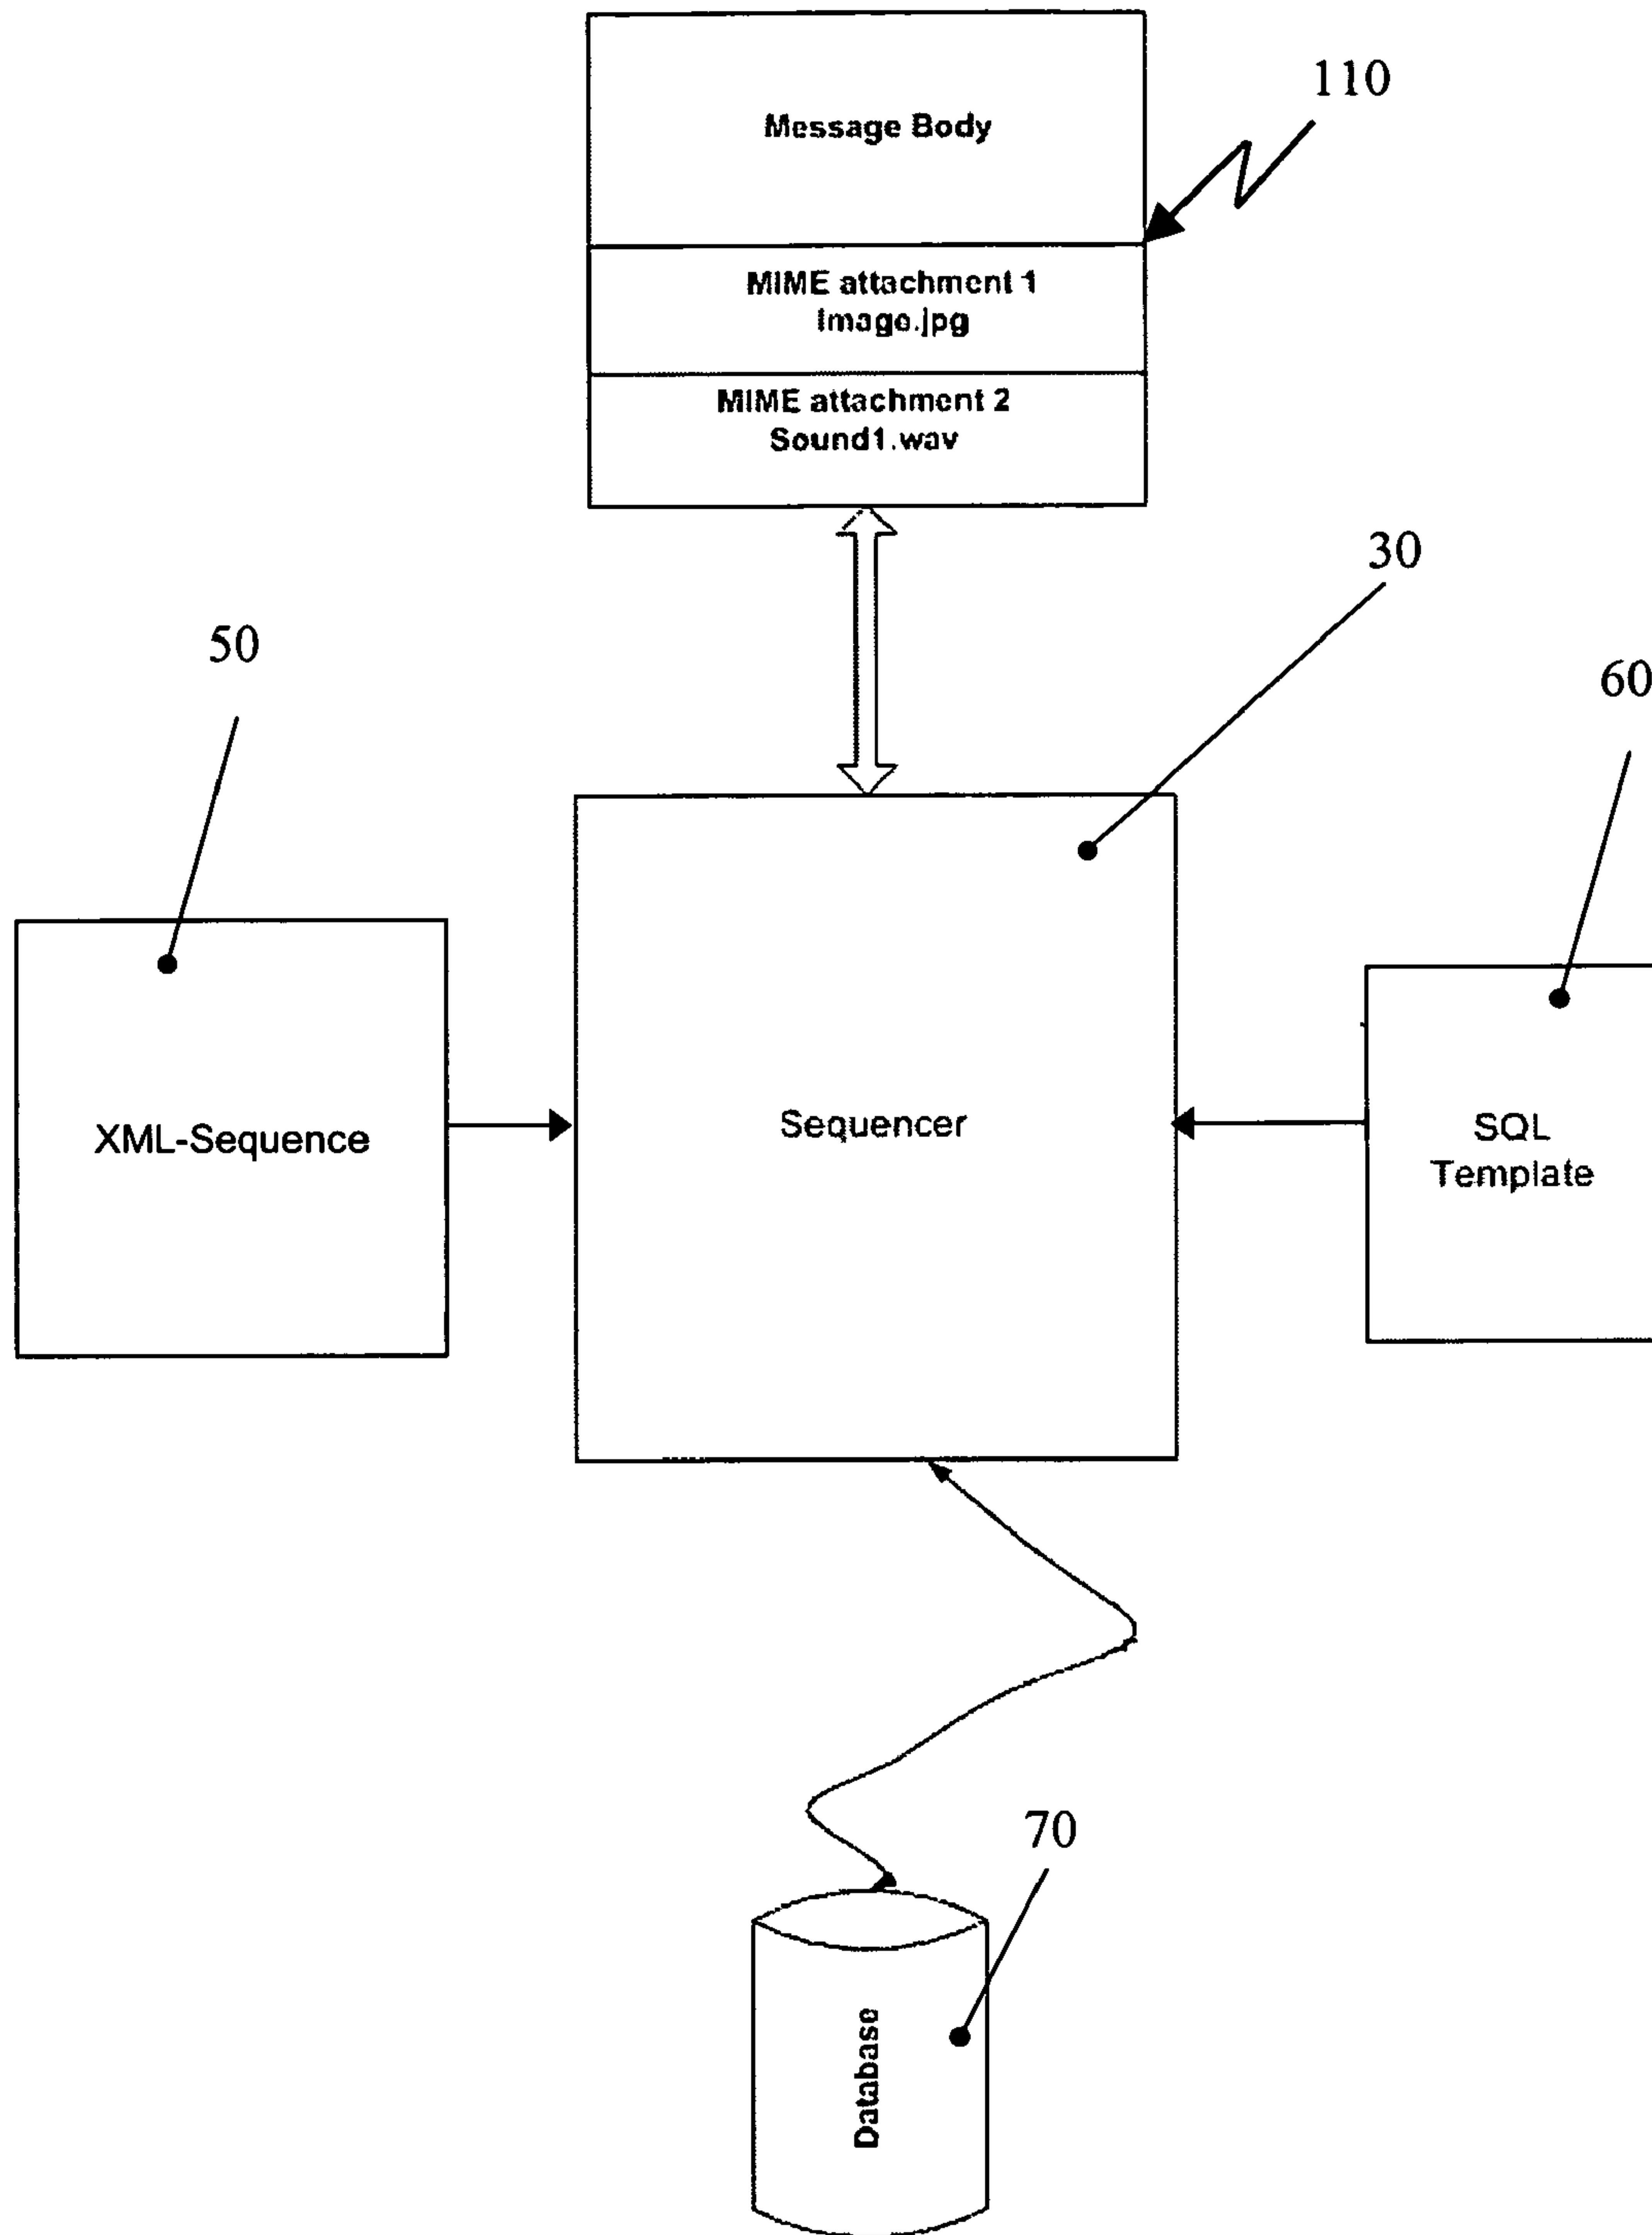 110
Message Body
MIME attachment 1
Image.jpg
MIME attachment 2
Sound1.wav
30
50
60
XML-Sequence
Sequencer
SQL
Template
70
Database